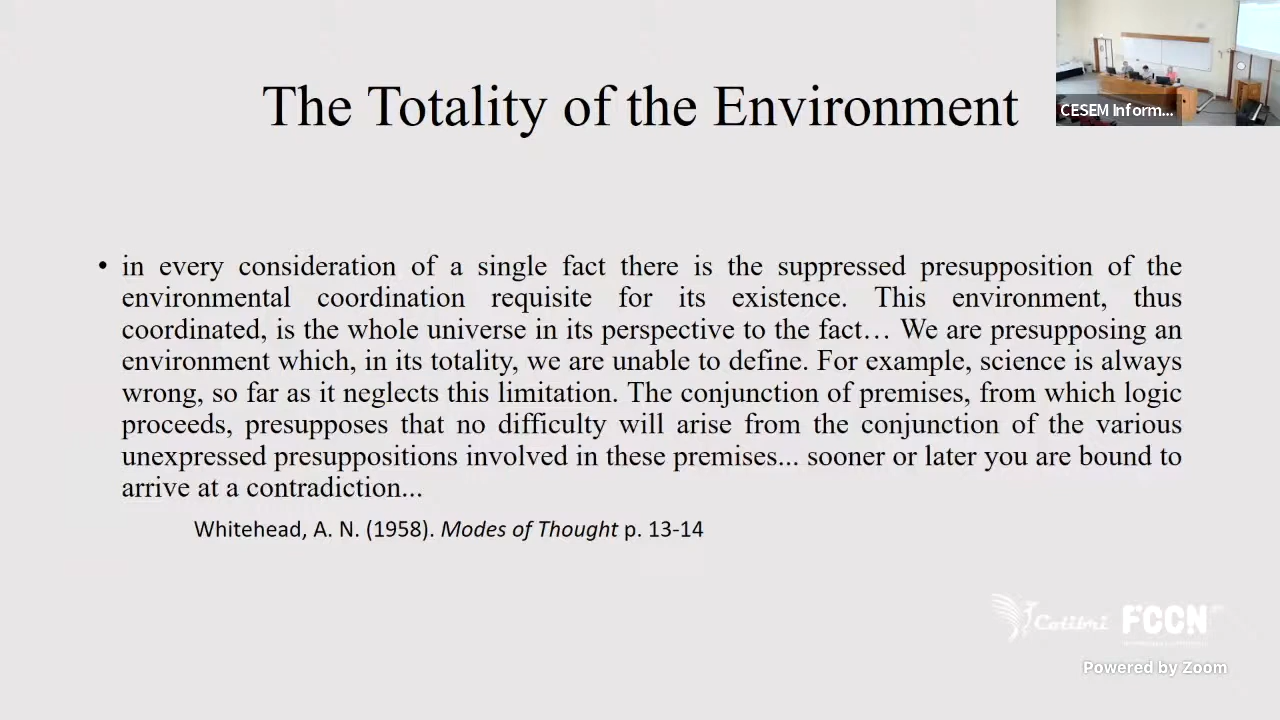 The Totality of the Environment
CESEM Inform...
• in every consideration of a single fact there is the suppressed presupposition of the
environmental coordination requisite for its existence. This environment, thus
coordinated, is the whole universe in its perspective to the fact… We are presupposing an
environment which, in its totality, we are unable to define. For example, science is always
wrong, so far as it neglects this limitation. The conjunction of premises, from which logic
proceeds, presupposes that no difficulty will arise from the conjunction of the various
unexpressed presuppositions involved in these premises... sooner or later you are bound to
arrive at a contradiction...
Whitehead, A. N. (1958). Modes of Thought p. 13-14
Colibri FCCN
Powered by Zoom